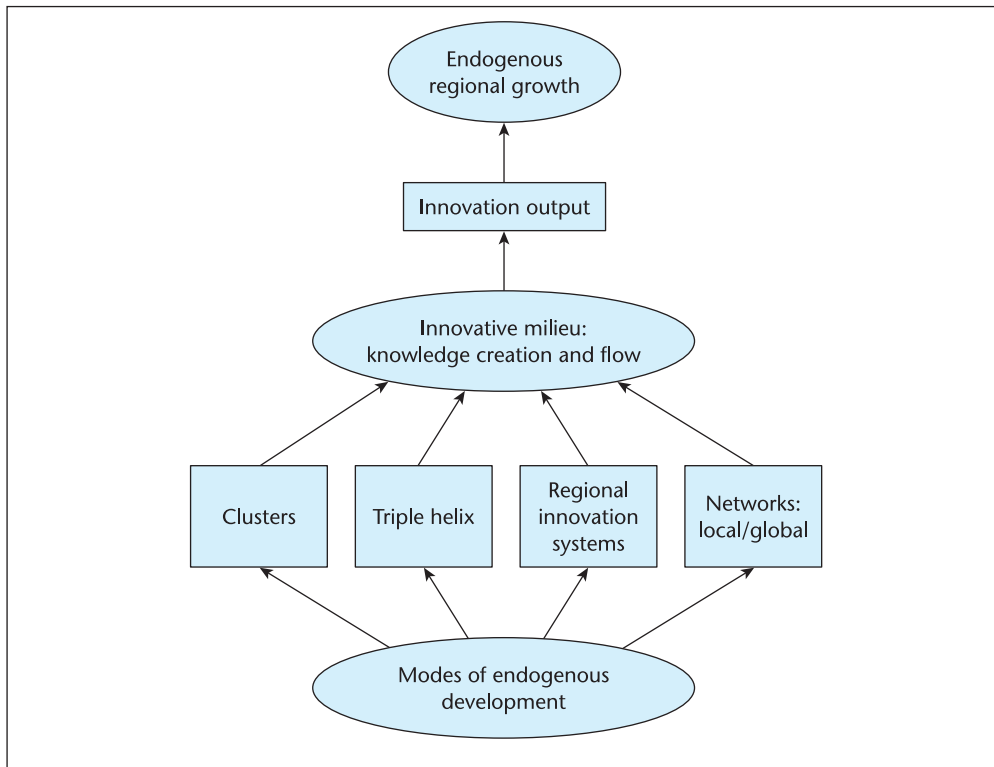 Endogenous
regional growth
Innovation output
Innovative milieu:
knowledge creation and flow
Clusters
Triple helix
Regional
innovation
systems
Networks:
local/global
Modes of endogenous
development